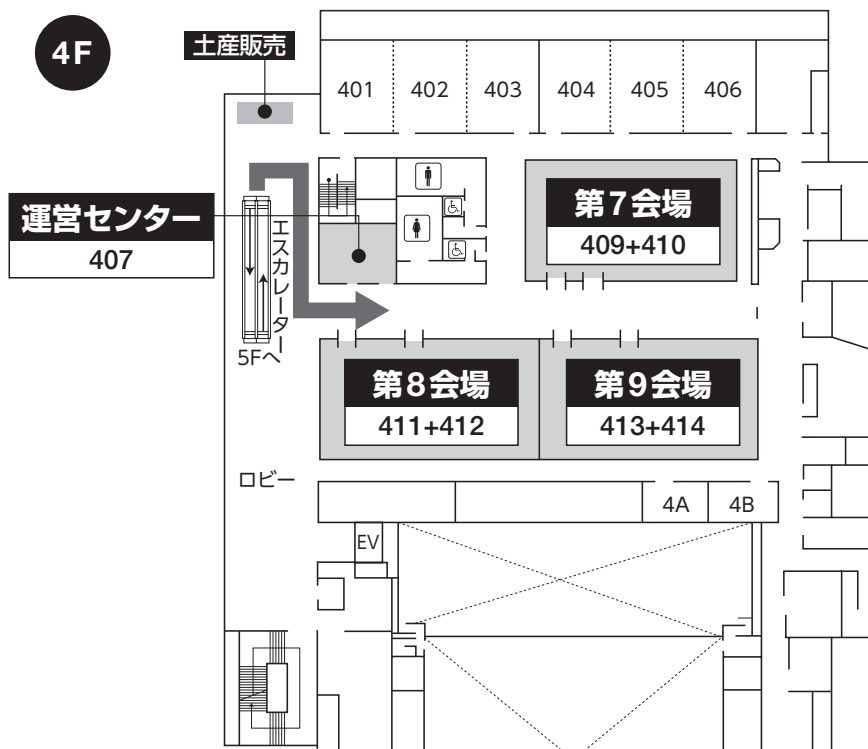 4F
土産販売
401
402
403
404
405
406
運営センター
407
エスカレーター
5Fへ
第7会場
409+410
第8会場
411+412
第9会場
413+414
ロビー
4A
4B
EV